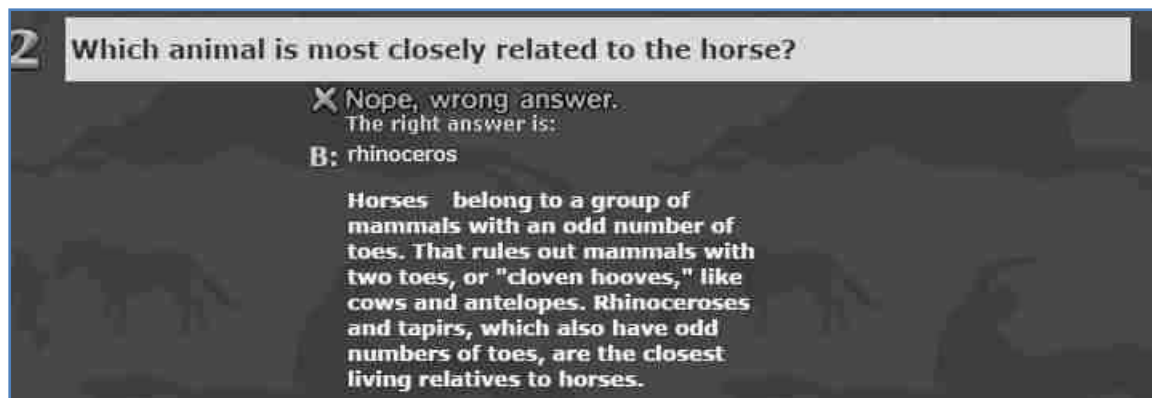 2 Which animal is most closely related to the horse?
Nope, wrong answer.
The right answer is:
B: rhinoceros
Horses belong to a group of
mammals with an odd number of
toes. That rules out mammals with
two toes, or "cloven hooves," like
cows and antelopes. Rhinoceroses
and tapirs, which also have odd
numbers of toes, are the closest
living relatives to horses.